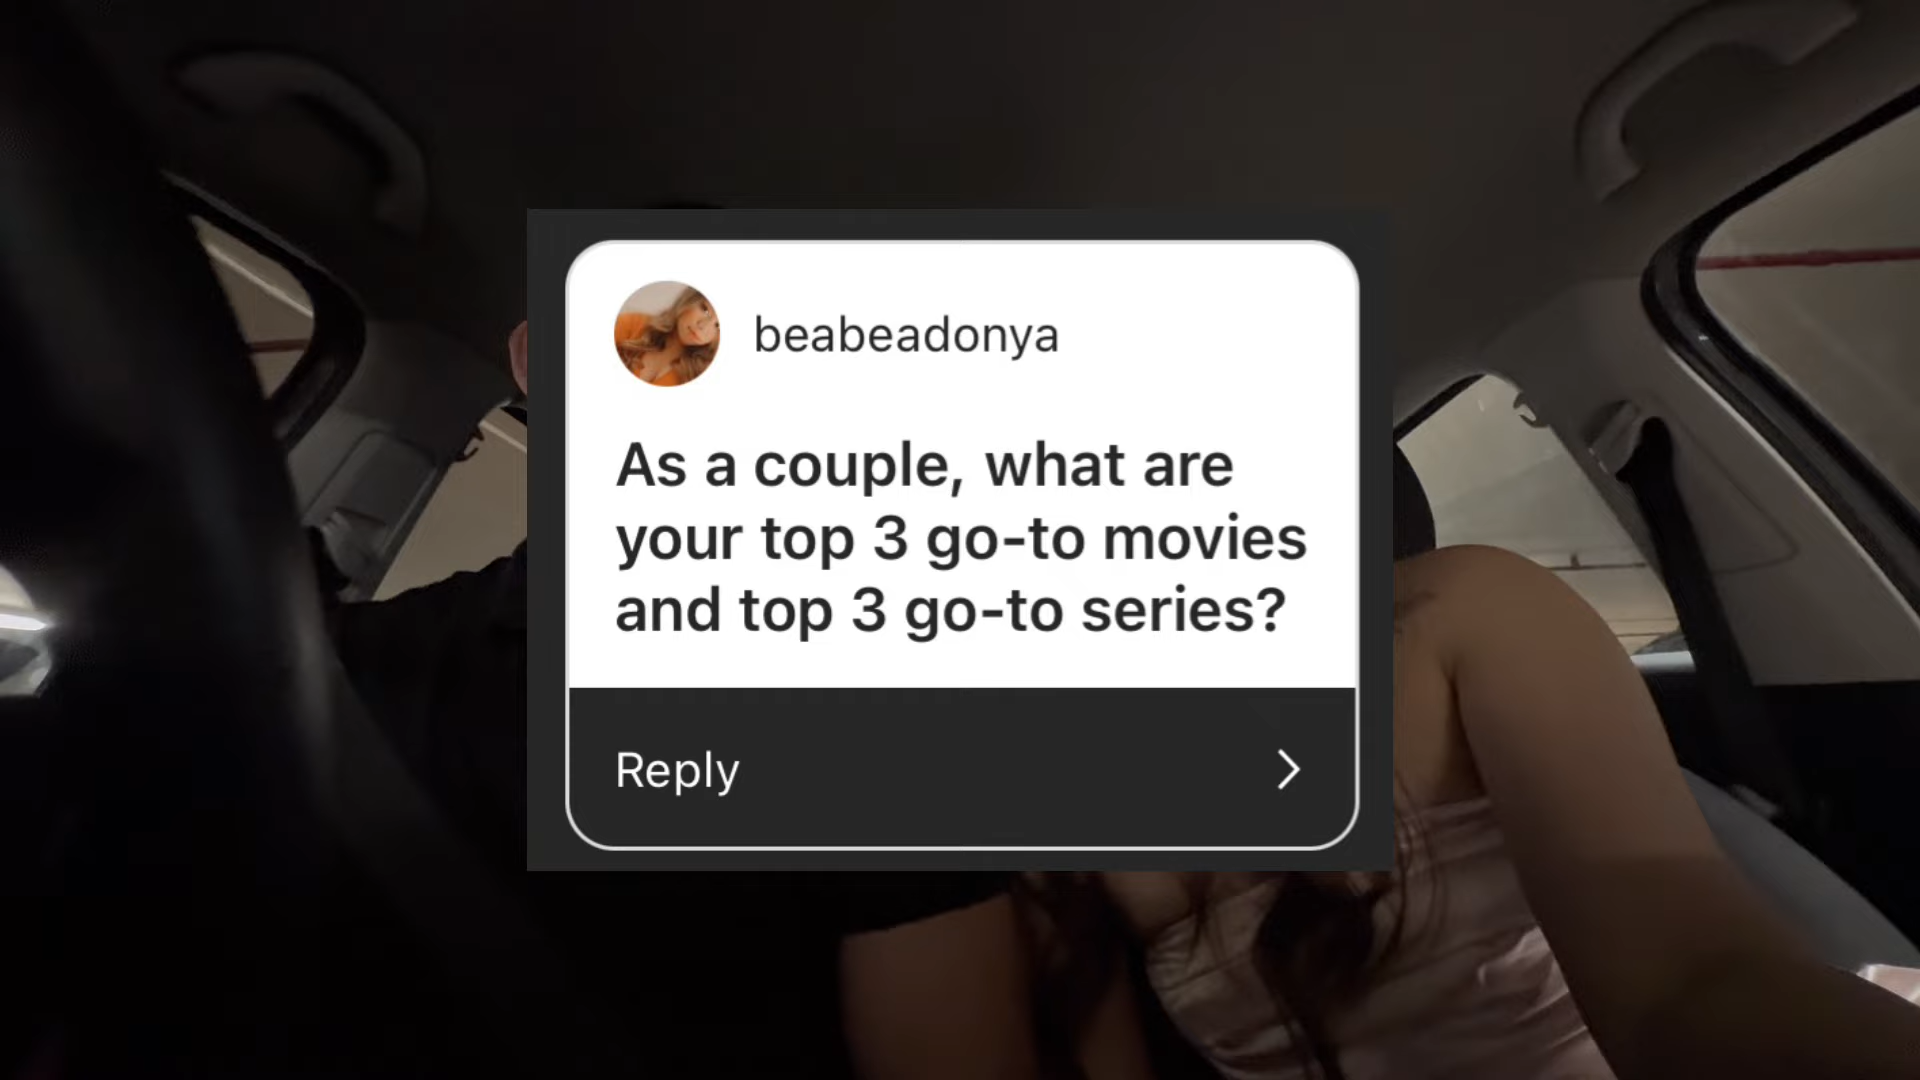 beabeadonya
As a couple, what are
your top 3 go-to movies
and top 3 go-to series?
Reply